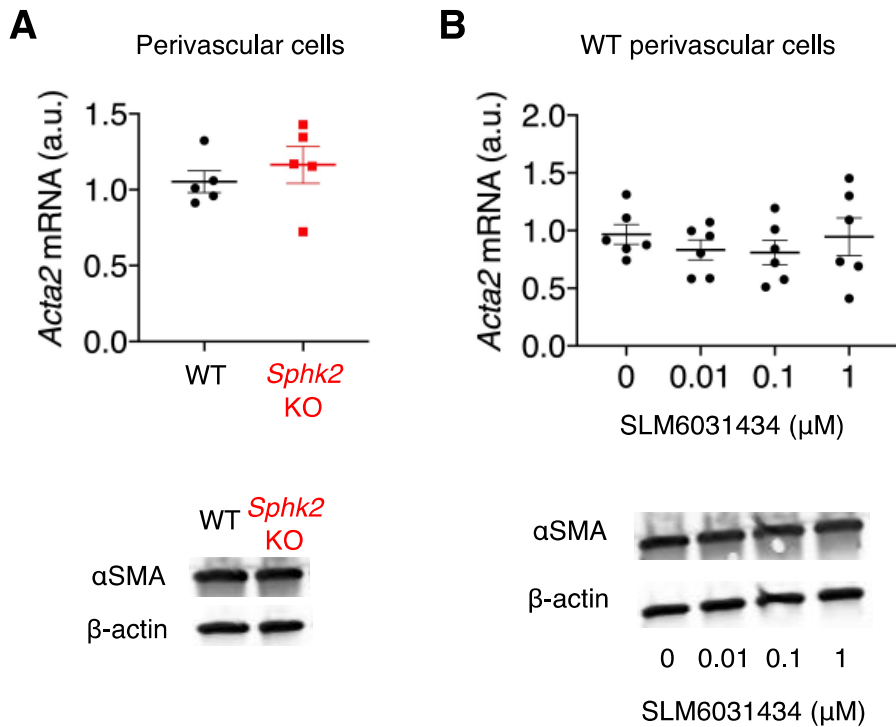 A
Perivascular cells
Acta2 mRNA (a.u.)
1.5
1.0
0.5
0.0
WT
Sphk2
KO
WT
Sphk2
KO
αSMA
β-actin
B
WT perivascular cells
Acta2 mRNA (a.u.)
2.0
1.5
1.0
0.5
0.0
0 0.01 0.1 1
SLM6031434 (μM)
αSMA
β-actin
0 0.01 0.1 1
SLM6031434 (μM)